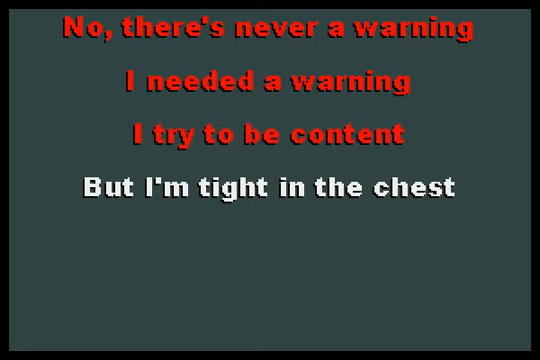 No, there's never a warning
I needed a warning
I try to be content
But I'm tight in the chest